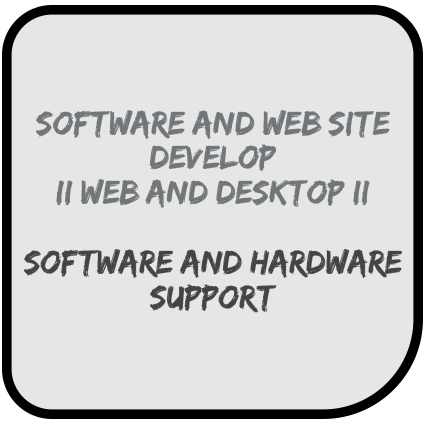 SOFTWARE AND WEB SITE
DEVELOP
II WEB AND DESKTOP II
SOFTWARE AND HARDWARE
SUPPORT